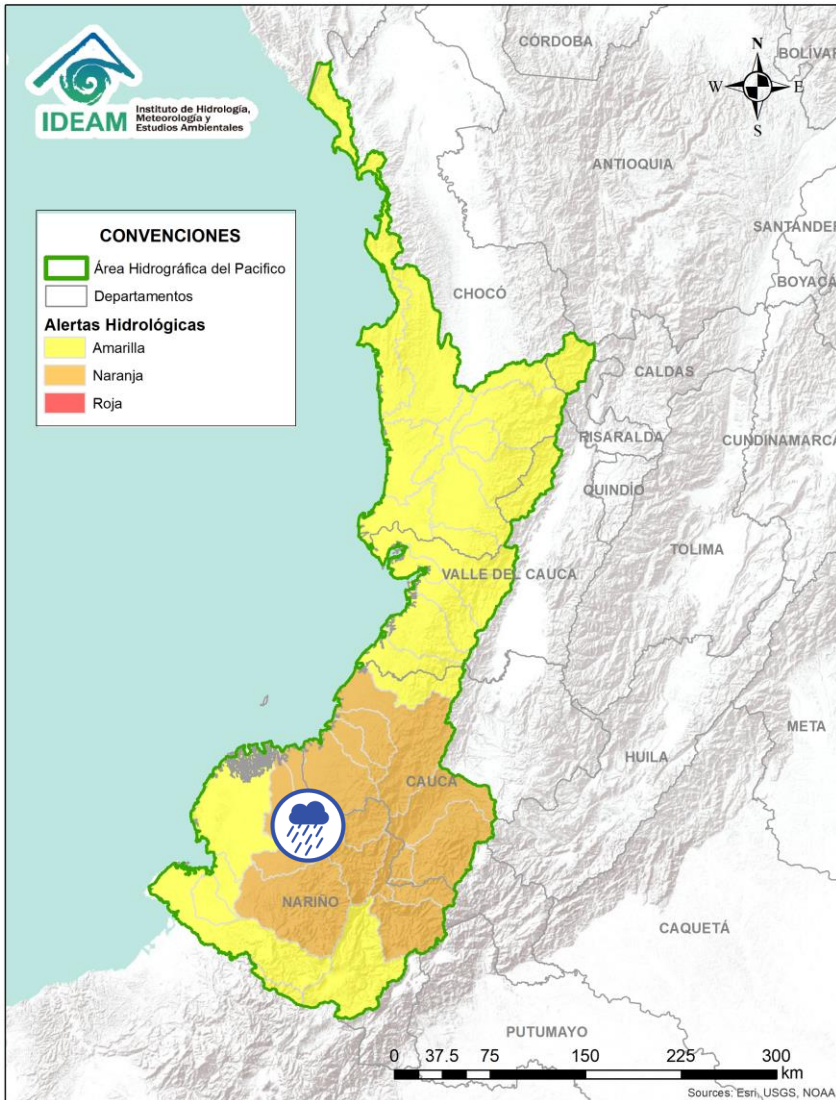 IDEAM
Instituto de Hidrología,
Meteorología y
Estudios Ambientales
CÓRDOBA
BOLÍVAR
N
W E
S
ANTIOQUIA
SANTANDER
BOYACÁ
CONVENCIONES
Área Hidrográfica del Pacifico
Departamentos
Alertas Hidrológicas
Amarilla
Naranja
Roja
CHOCÓ
CALDAS
RISARALDA
CUNDINAMARCA
QUINDÍO
TOLIMA
VALLE DEL CAUCA
META
HUILA
CAUCA
NARIÑO
CAQUETÁ
PUTUMAYO
0 37.5 75 150 225 300
km
Sources: Esri, USGS, NOAA